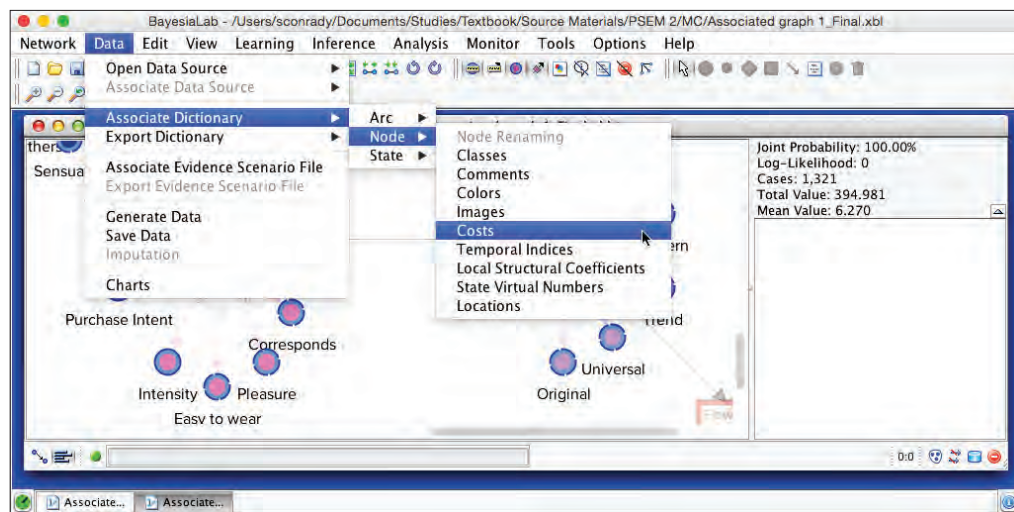 BayesiaLab - /Users/sconrady/Documents/Studies/Textbook/Source Materials/PSEM 2/MC/Associated graph 1_Final.xbl
Network Data Edit View Learning Inference Analysis Monitor Tools Options Help
Open Data Source
Associate Data Source
Associate Dictionary
Export Dictionary
Associate Evidence Scenario File
Export Evidence Scenario File
Generate Data
Save Data
Imputation
Charts
Arc
Node
State
Node Renaming
Classes
Comments
Colors
Images
Costs
Temporal Indices
Local Structural Coefficients
State Virtual Numbers
Locations
Joint Probability: 100.00%
Log-Likelihood: 0
Cases: 1,321
Total Value: 394.981
Mean Value: 6.270
thers
Sensua
ern
Trend
Purchase Intent
Corresponds
Universal
Intensity
Pleasure
Original
Easy to wear
0:0
Associate...
Associate...